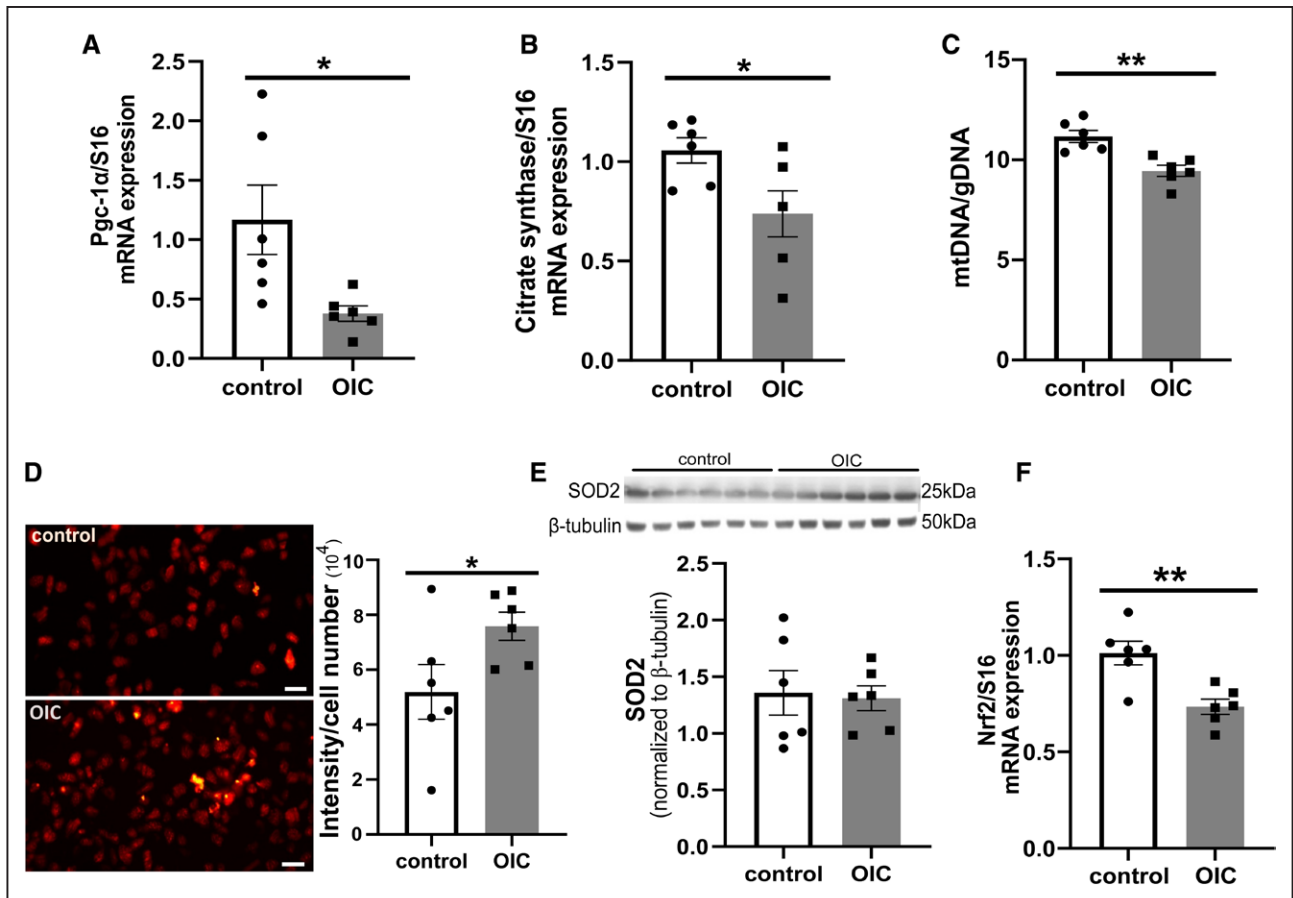 A
Pgc-1α/S16
mRNA expression
2.5
2.0
1.5
1.0
0.5
0.0
*
control
OIC
B
Citrate synthase/S16
mRNA expression
1.5
1.0
0.5
0.0
*
control
OIC
C
mtDNA/gDNA
15
10
5
0
**
control
OIC
D
control
OIC
Intensity/cell number (10⁴)
10
8
6
4
2
0
*
control
OIC
E
control
OIC
SOD2
25kDa
β-tubulin
50kDa
SOD2
(normalized to β-tubulin)
2.5
2.0
1.5
1.0
0.5
0.0
control
OIC
F
Nrf2/S16
mRNA expression
1.5
1.0
0.5
0.0
**
control
OIC